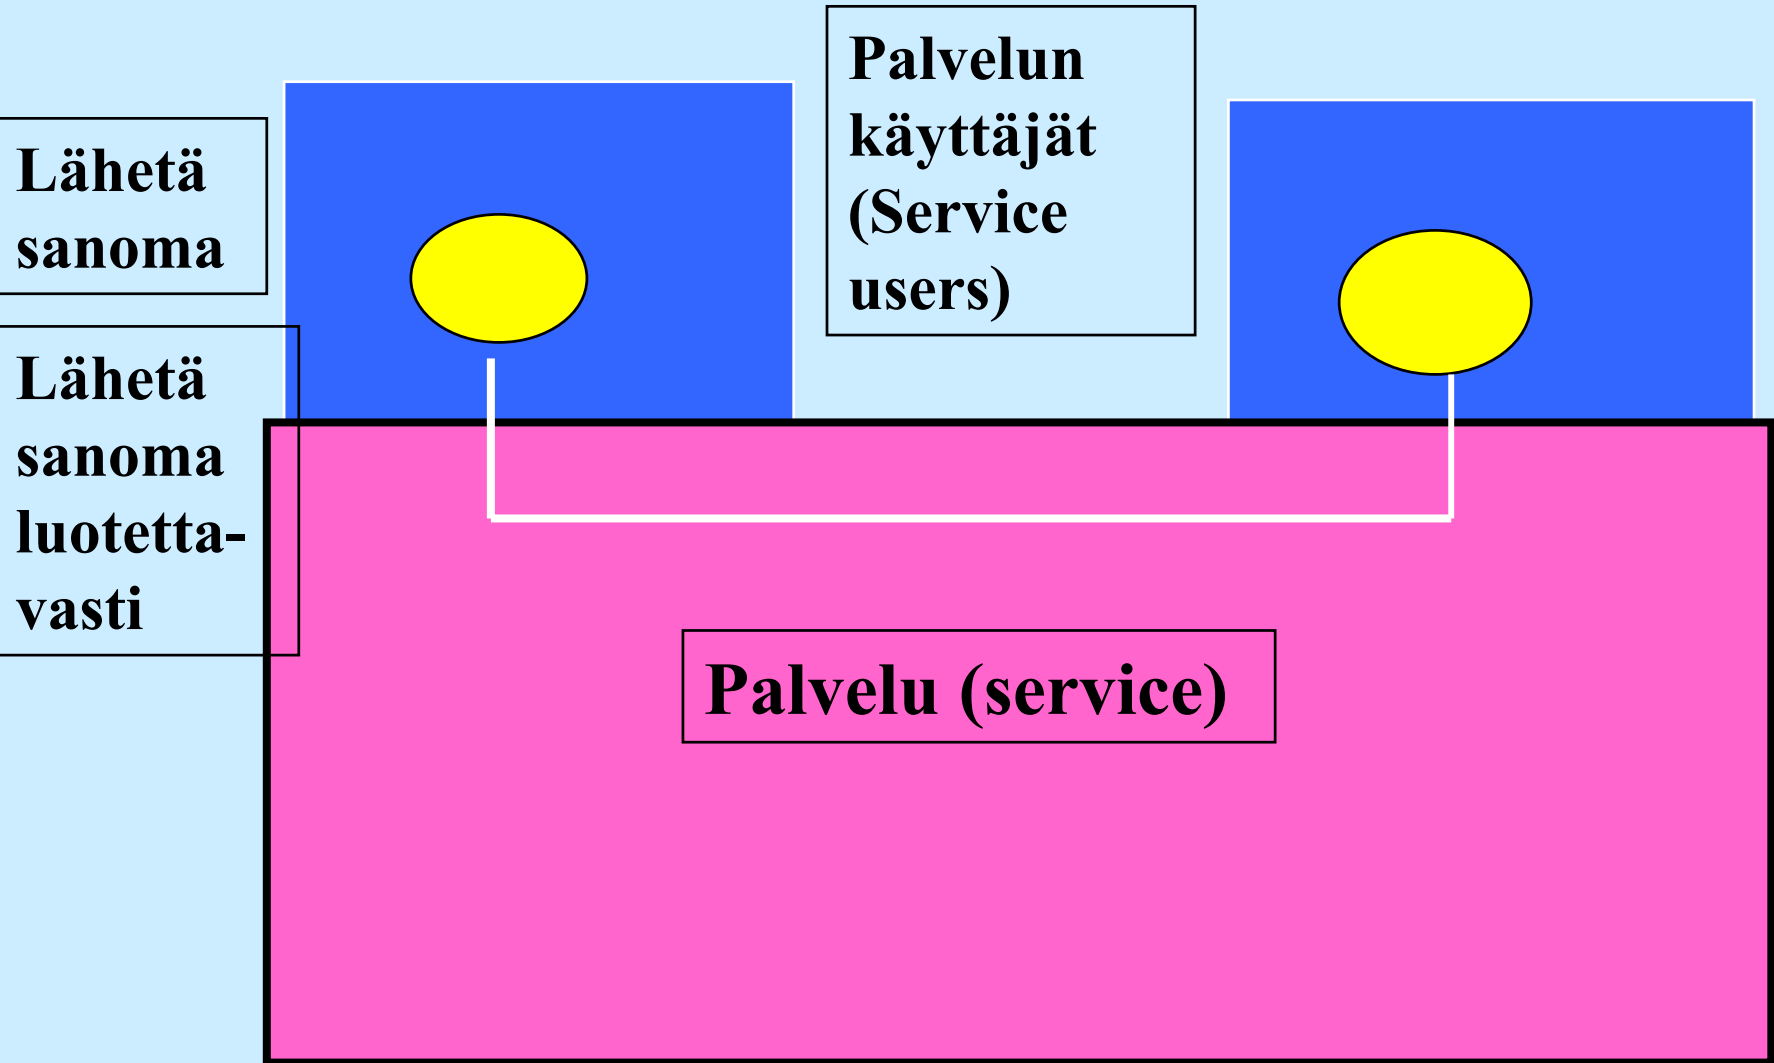 Lähetä
sanoma
Lähetä
sanoma
luotetta-
vasti
Palvelun
käyttäjät
(Service
users)
Palvelu (service)